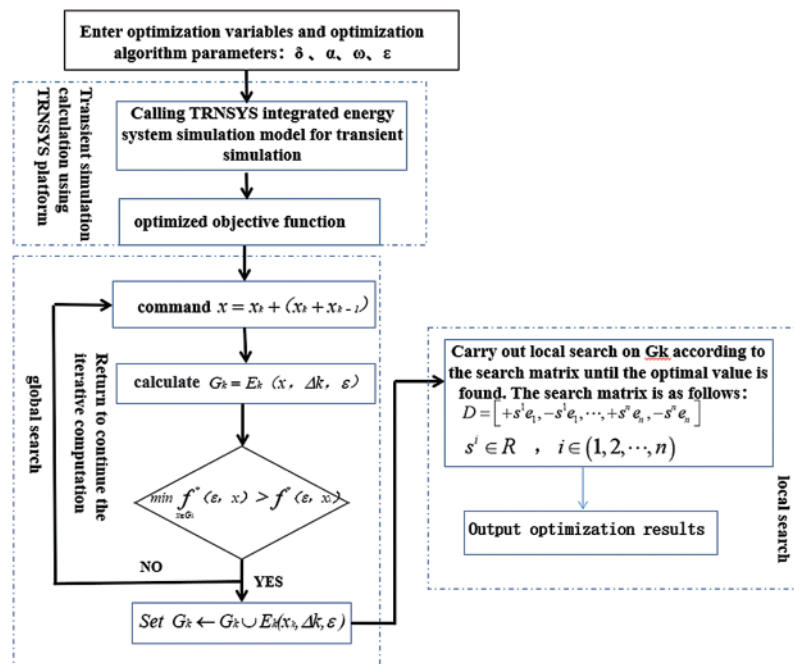 Enter optimization variables and optimization
algorithm parameters: δ 、α、ω、ε
Transient simulation
calculation using
TRNSYS platform
Calling TRNSYS integrated energy
system simulation model for transient
simulation
optimized objective function
command x = xₖ + (xₖ + xₖ₋₁)
calculate Gₖ = Eₖ (x, Δk, ε)
Return to continue the
iterative computation
global search
min f* (ε, x) > f* (ε, xᵢ)
x∈Gₖ
NO
YES
Set Gₖ ← Gₖ ∪ Eₖ(xₖ, Δk, ε)
Carry out local search on Gk according to
the search matrix until the optimal value is
found. The search matrix is as follows:
D = [+s¹e₁, −s¹e₁, ⋯, +sⁿeₙ, −sⁿeₙ]
sⁱ ∈ R , i ∈ (1, 2, ⋯, n)
Output optimization results
local search